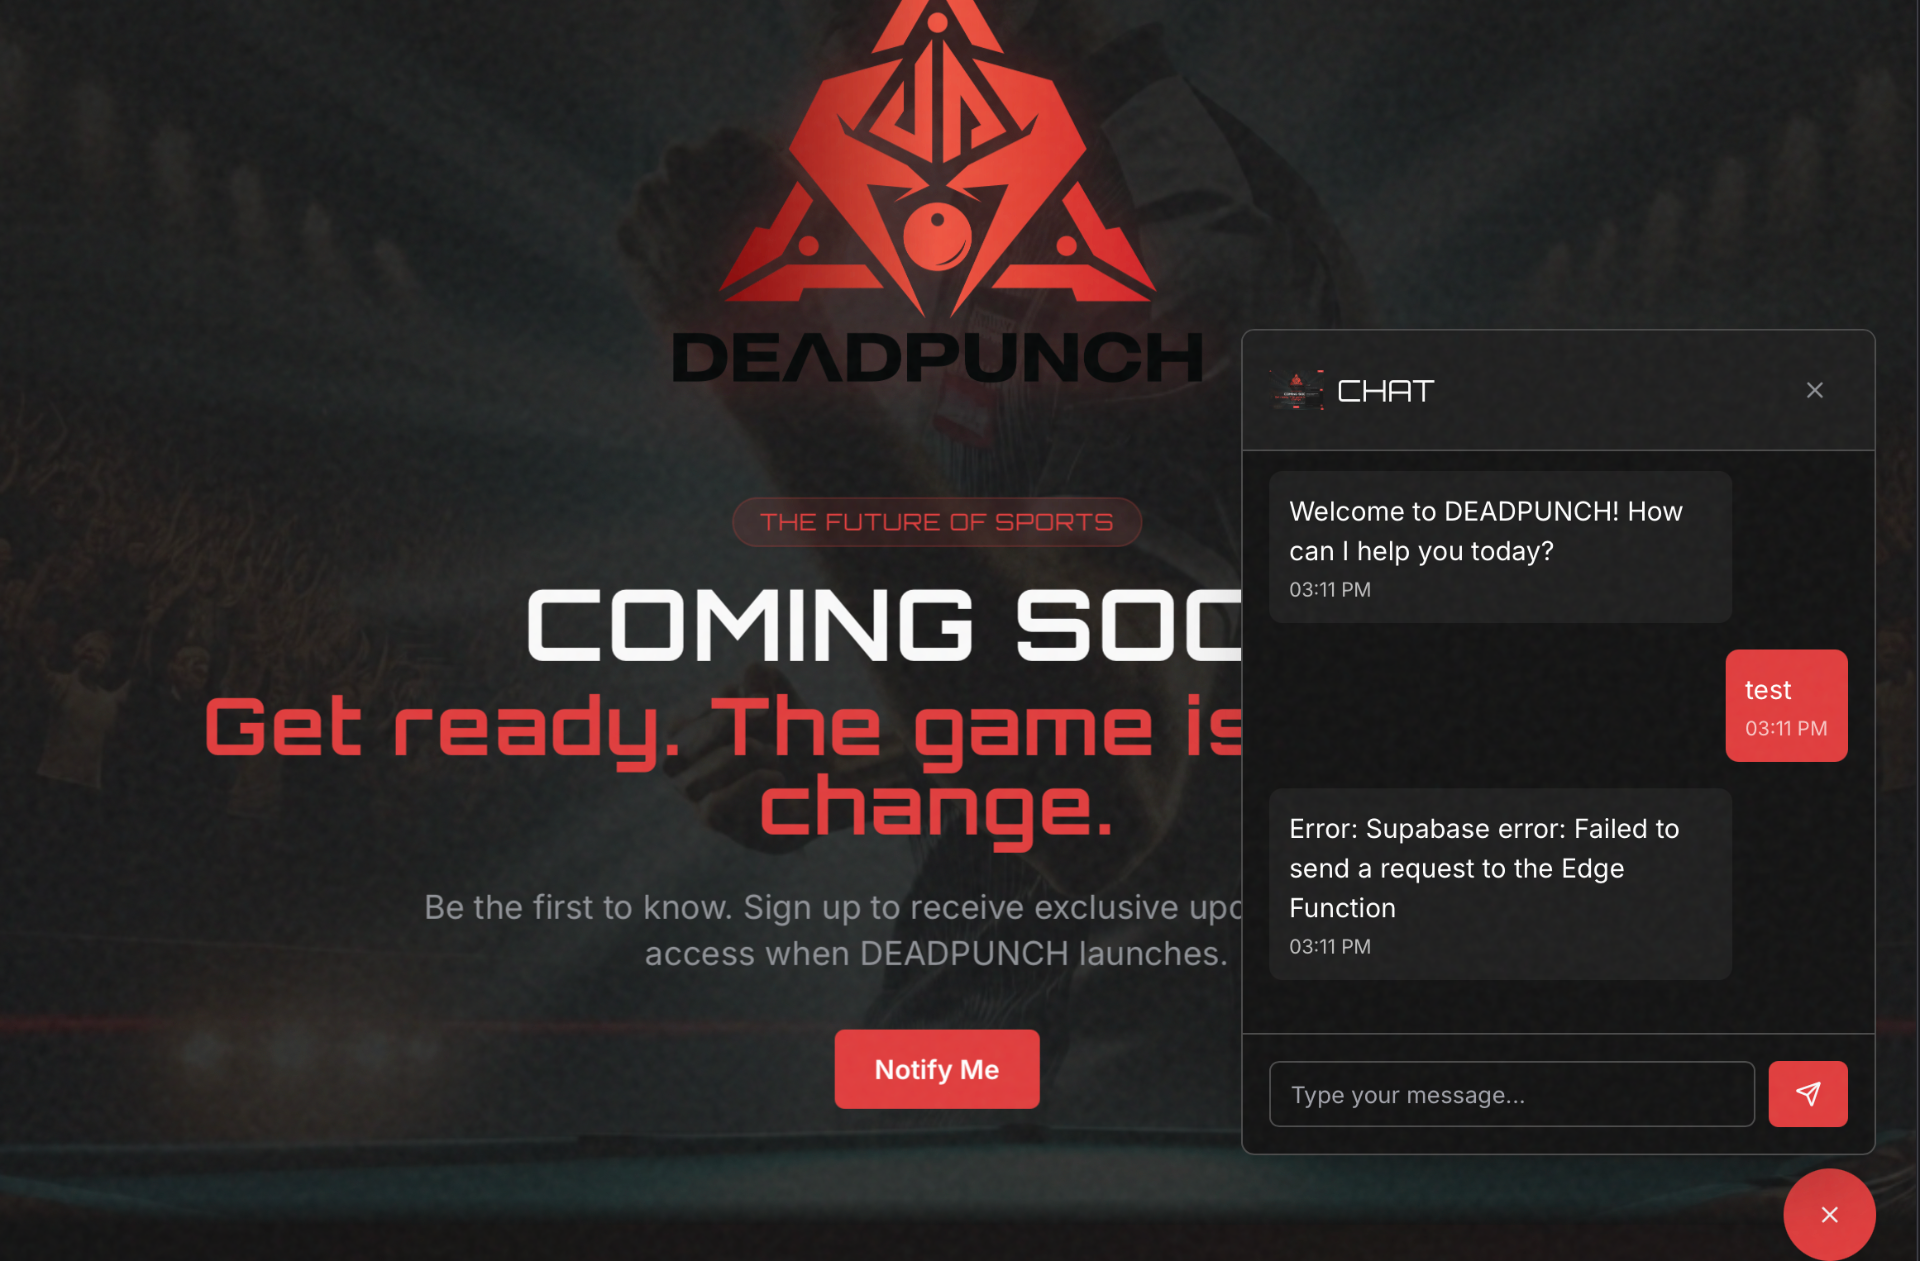 DEADPUNCH
THE FUTURE OF SPORTS
COMING SOO
Get ready. The game is
change.
Be the first to know. Sign up to receive exclusive upd
access when DEADPUNCH launches.
Notify Me
CHAT
Welcome to DEADPUNCH! How
can I help you today?
03:11 PM
test
03:11 PM
Error: Supabase error: Failed to
send a request to the Edge
Function
03:11 PM
Type your message...